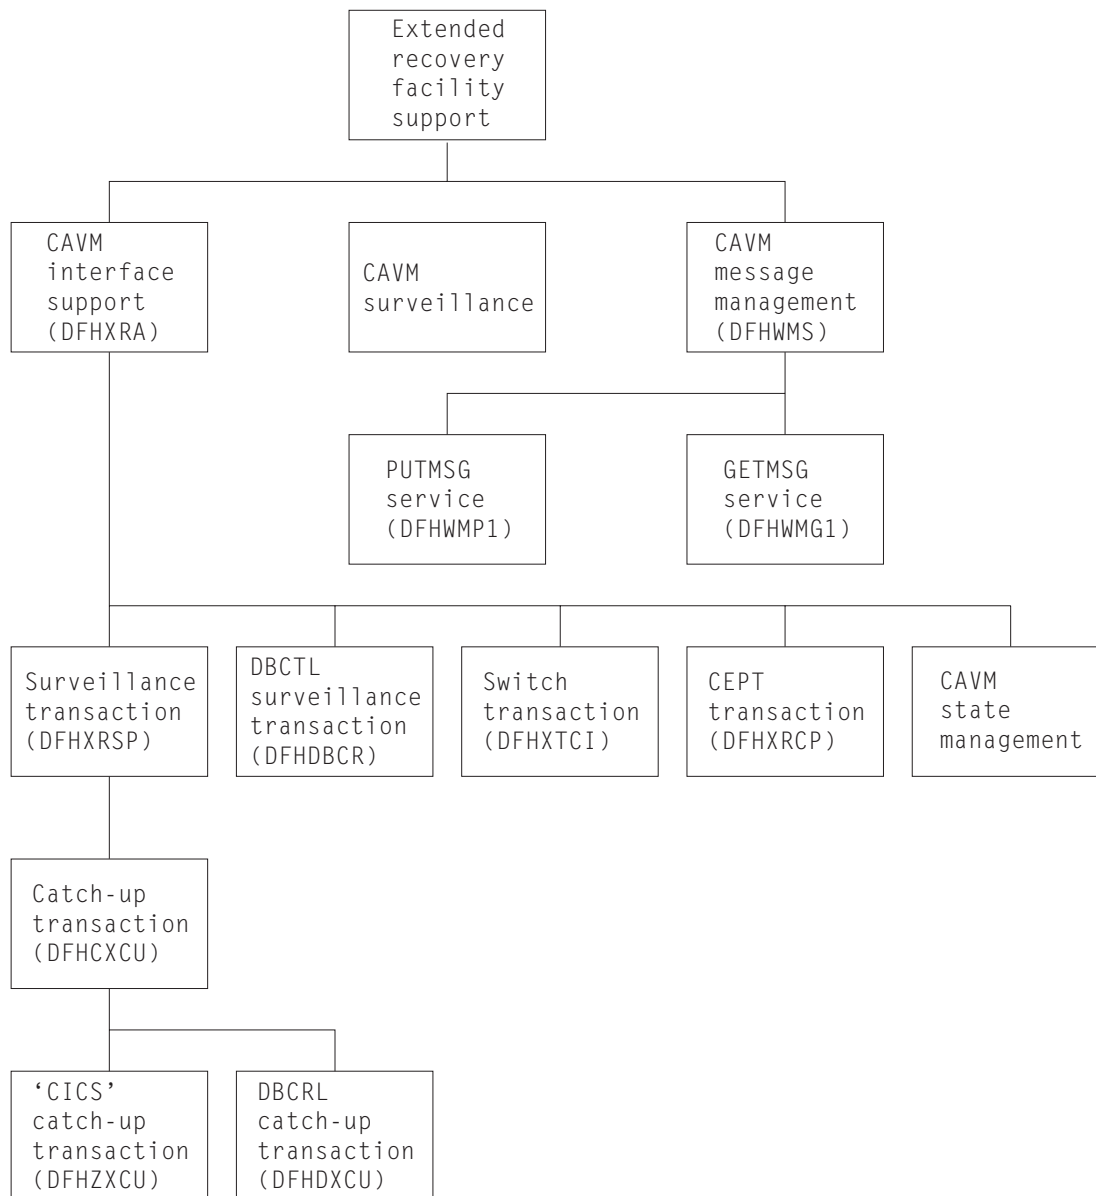 Extended
recovery
facility
support
CAVM
interface
support
(DFHXRA)
CAVM
surveillance
CAVM
message
management
(DFHWMS)
PUTMSG
service
(DFHWMP1)
GETMSG
service
(DFHWMG1)
Surveillance
transaction
(DFHXRSP)
DBCTL
surveillance
transaction
(DFHDBCR)
Switch
transaction
(DFHXTCI)
CEPT
transaction
(DFHXRCP)
CAVM
state
management
Catch-up
transaction
(DFHCXCU)
‘CICS’
catch-up
transaction
(DFHZXCU)
DBCRL
catch-up
transaction
(DFHDXCU)